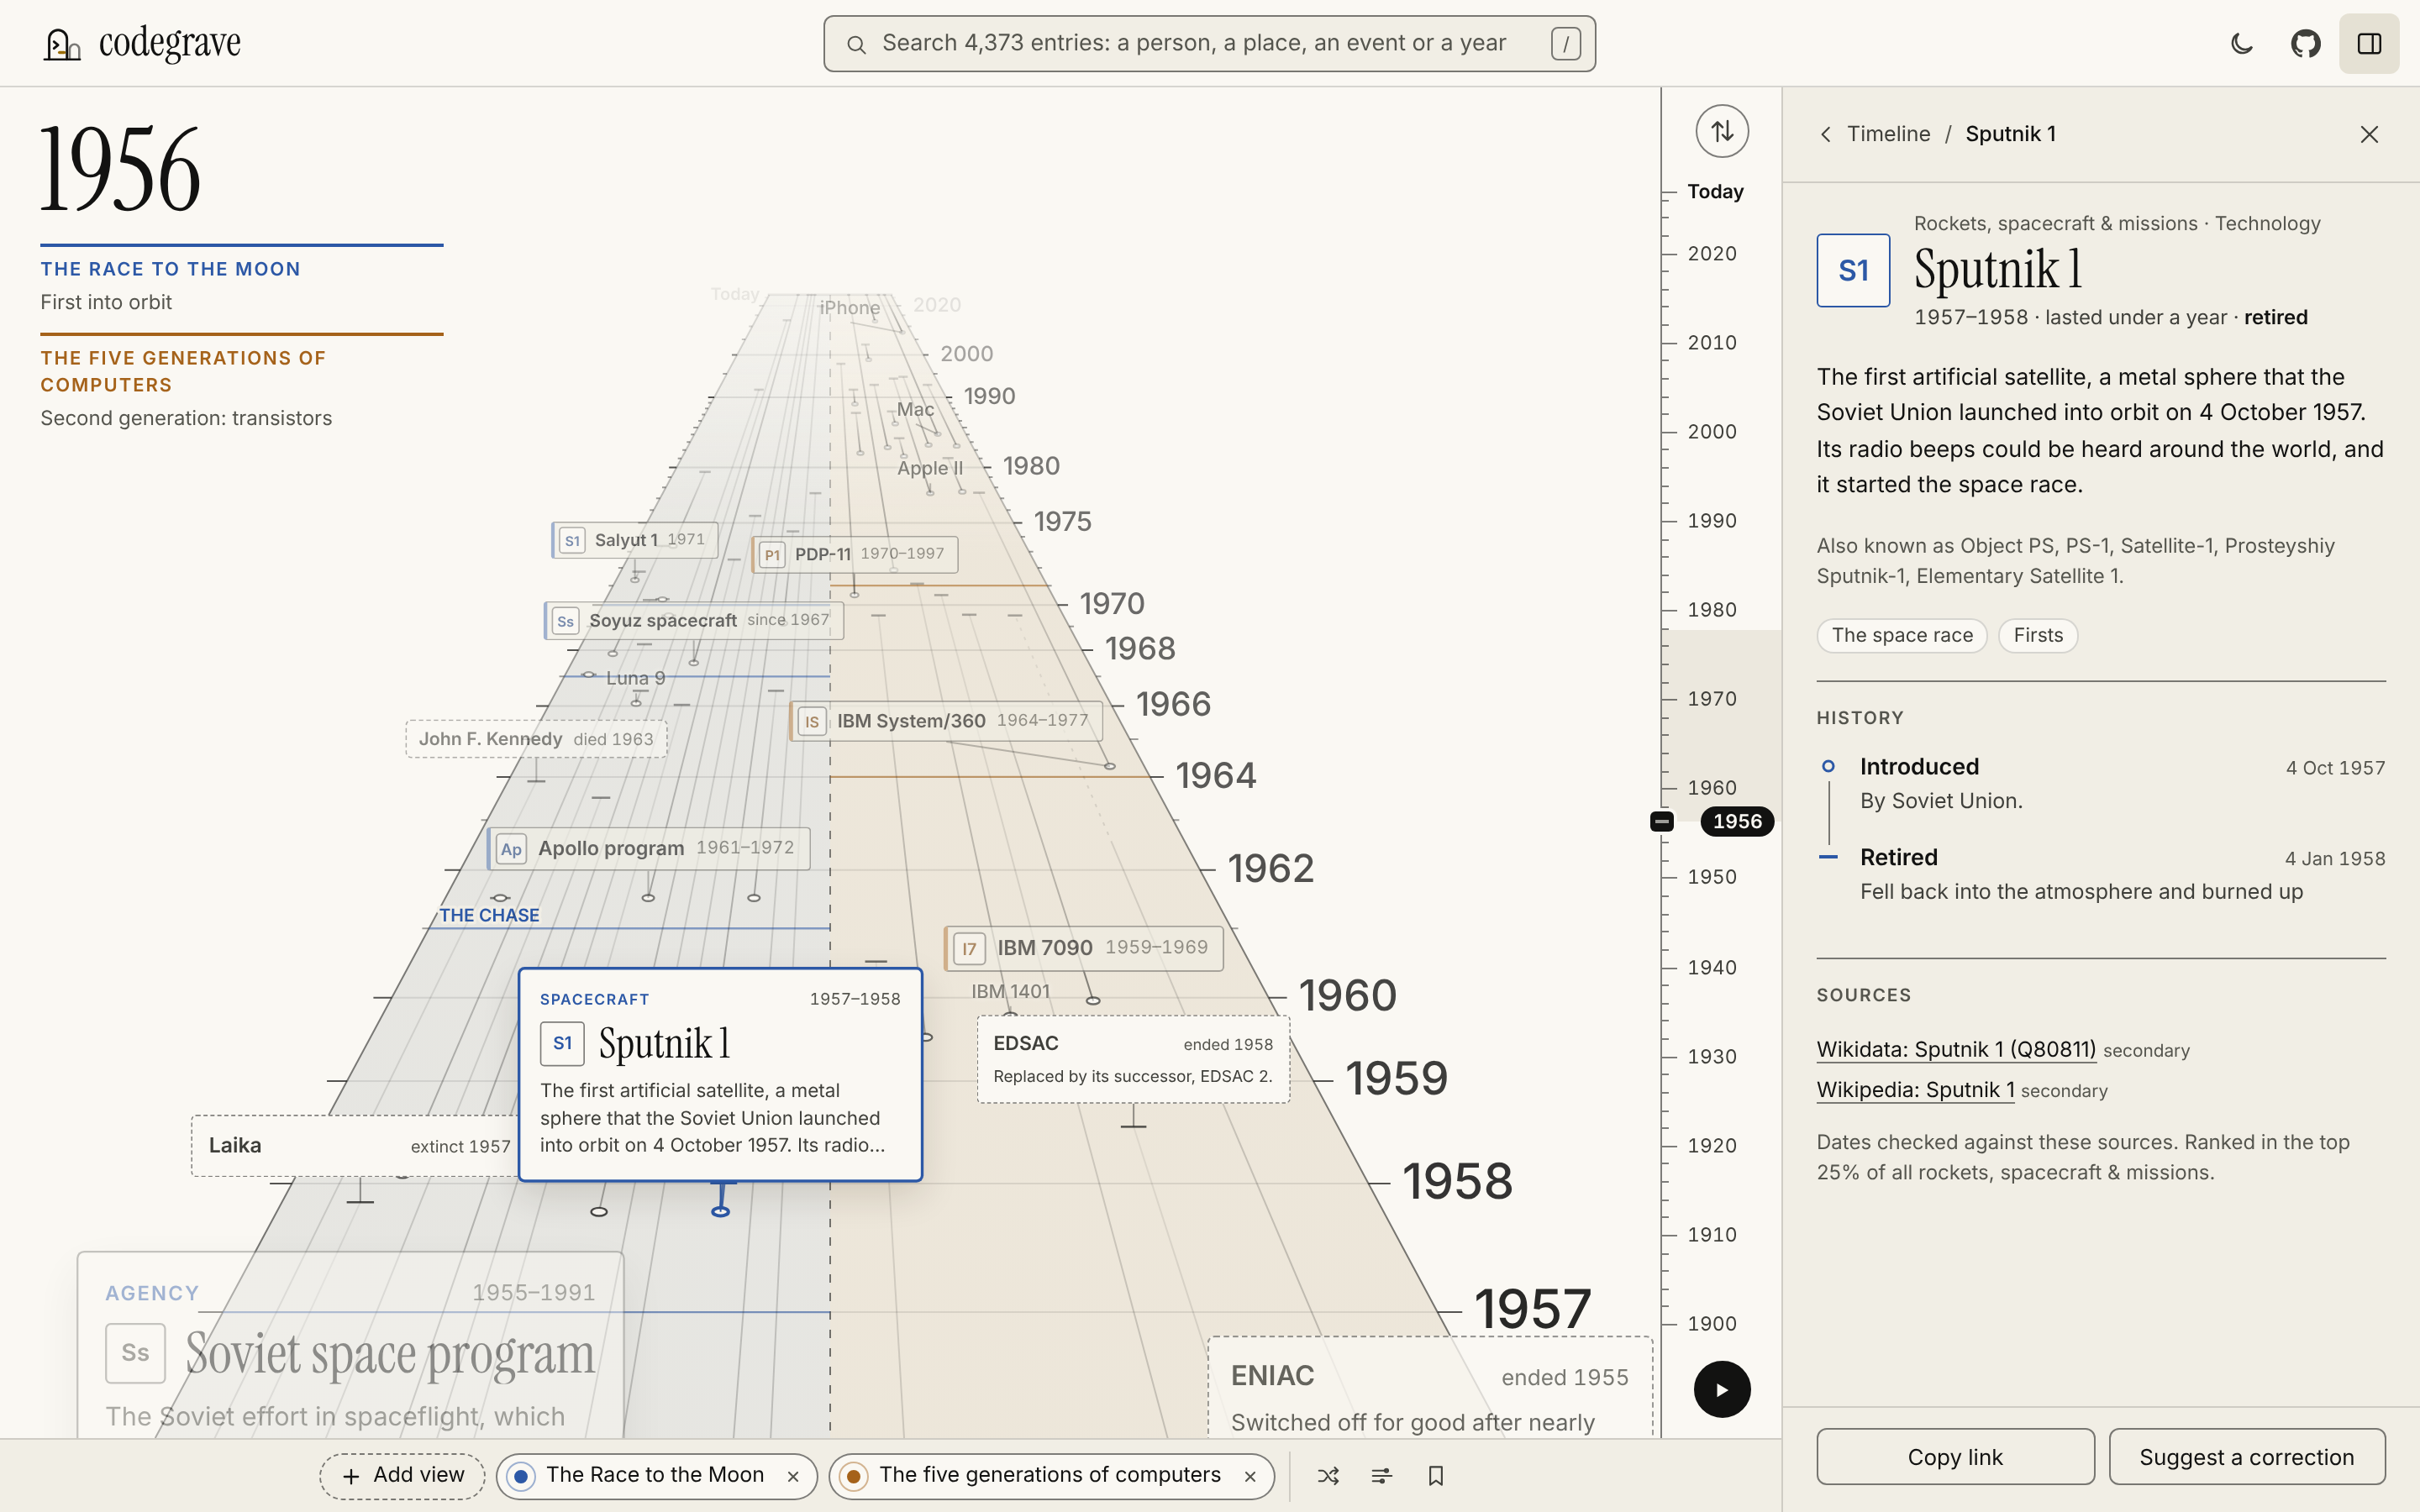 codegrave
Search 4,373 entries: a person, a place, an event or a year
/
1956
THE RACE TO THE MOON
First into orbit
THE FIVE GENERATIONS OF
COMPUTERS
Second generation: transistors
Today
iPhone
2020
2000
1990
Mac
1980
Apple II
1975
S1 Salyut 1 1971
P1 PDP-11 1970–1997
1970
Ss Soyuz spacecraft since 1967
1968
Luna 9
1966
IS IBM System/360 1964–1977
John F. Kennedy died 1963
1964
Ap Apollo program 1961–1972
1962
THE CHASE
I7 IBM 7090 1959–1969
IBM 1401
1960
SPACECRAFT 1957–1958
S1 Sputnik 1
The first artificial satellite, a metal
sphere that the Soviet Union launched
into orbit on 4 October 1957. Its radio…
EDSAC ended 1958
Replaced by its successor, EDSAC 2.
1959
Laika extinct 1957
1958
AGENCY 1955–1991
Ss Soviet space program
The Soviet effort in spaceflight, which
1957
ENIAC ended 1955
Switched off for good after nearly
Today
2020
2010
2000
1990
1980
1970
1960
1956
1950
1940
1930
1920
1910
1900
Timeline / Sputnik 1
Rockets, spacecraft & missions · Technology
S1 Sputnik 1
1957–1958 · lasted under a year · retired
The first artificial satellite, a metal sphere that the
Soviet Union launched into orbit on 4 October 1957.
Its radio beeps could be heard around the world, and
it started the space race.
Also known as Object PS, PS-1, Satellite-1, Prosteyshiy
Sputnik-1, Elementary Satellite 1.
The space race Firsts
HISTORY
Introduced 4 Oct 1957
By Soviet Union.
Retired 4 Jan 1958
Fell back into the atmosphere and burned up
SOURCES
Wikidata: Sputnik 1 (Q80811) secondary
Wikipedia: Sputnik 1 secondary
Dates checked against these sources. Ranked in the top
25% of all rockets, spacecraft & missions.
Copy link Suggest a correction
Add view
The Race to the Moon
The five generations of computers